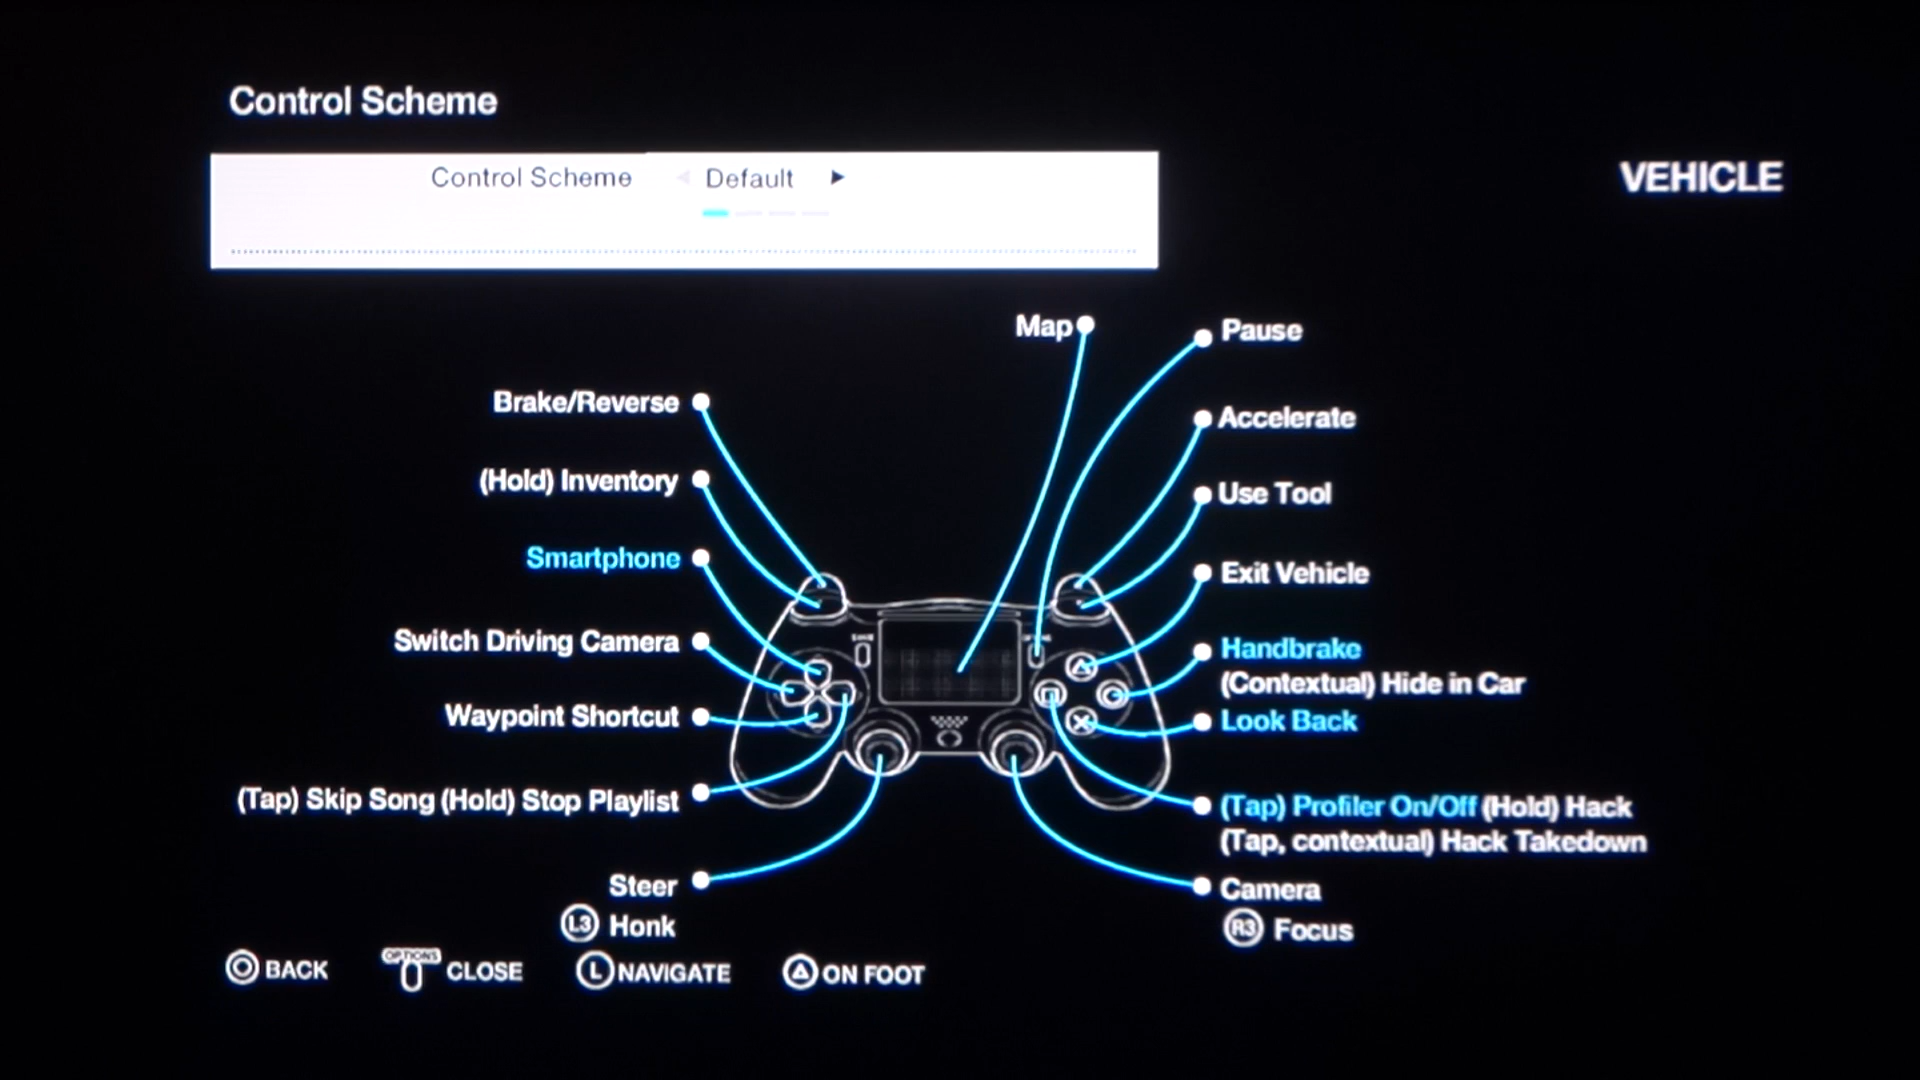 Control Scheme
Control Scheme Default
VEHICLE
Map
Pause
Brake/Reverse
Accelerate
(Hold) Inventory
Use Tool
Smartphone
Exit Vehicle
Switch Driving Camera
Handbrake
(Contextual) Hide in Car
Waypoint Shortcut
Look Back
(Tap) Skip Song (Hold) Stop Playlist
(Tap) Profiler On/Off (Hold) Hack
(Tap, contextual) Hack Takedown
Steer
L3 Honk
Camera
R3 Focus
BACK
OPTIONS CLOSE
L NAVIGATE
ON FOOT